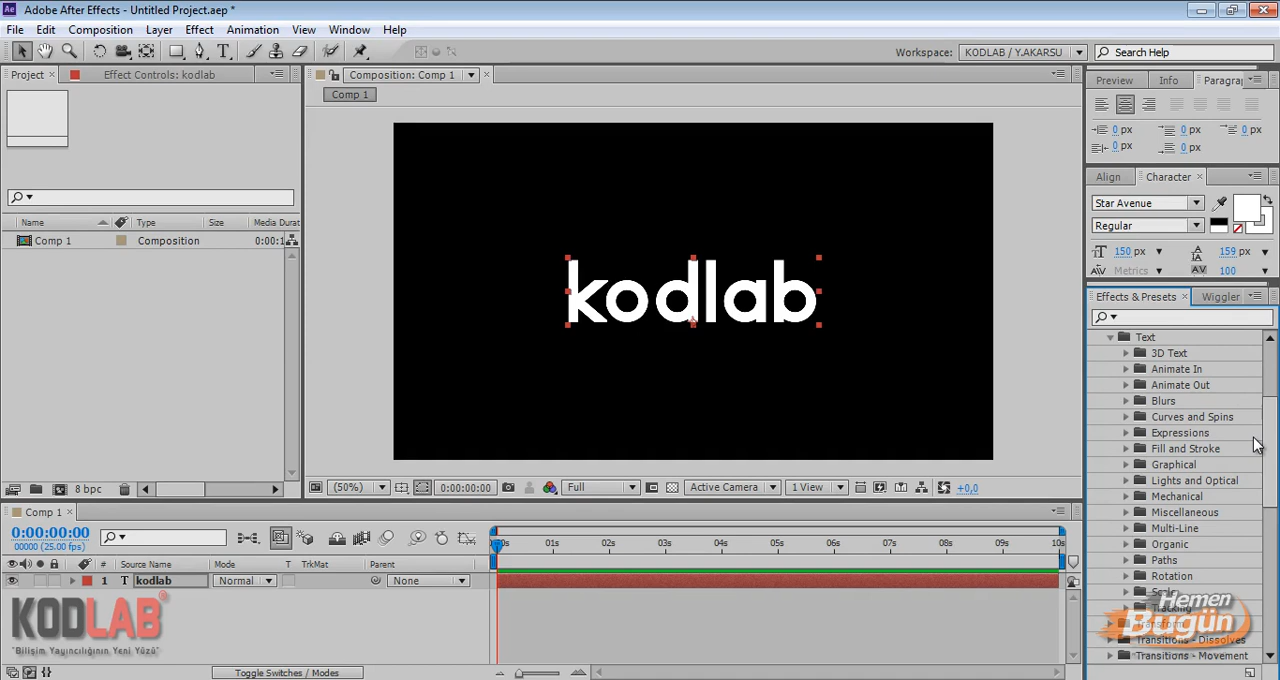 Adobe After Effects - Untitled Project.aep *
File Edit Composition Layer Effect Animation View Window Help
Workspace: KODLAB / Y.AKARSU Search Help
Project Effect Controls: kodlab
Composition: Comp 1
Comp 1
Name Type Size Media Durat
Comp 1 Composition 0:00:1
8 bpc
kodlab
(50%) 0:00:00:00 Full Active Camera 1 View +0,0
Preview Info Paragra
0 px 0 px 0 px
0 px 0 px
Align Character
Star Avenue
Regular
150 px 159 px
Metrics 100
Effects & Presets Wiggler
Text
3D Text
Animate In
Animate Out
Blurs
Curves and Spins
Expressions
Fill and Stroke
Graphical
Lights and Optical
Mechanical
Miscellaneous
Multi-Line
Organic
Paths
Rotation
Scale
Tracking
Transform
Transitions - Dissolves
Transitions - Movement
Hemen
Bugün
Comp 1
0:00:00:00
00000 (25.00 fps)
00s 01s 02s 03s 04s 05s 06s 07s 08s 09s 10s
# Source Name Mode T TrkMat Parent
1 T kodlab Normal None
KODLAB®
"Bilişim Yayıncılığının Yeni Yüzü"
Toggle Switches / Modes